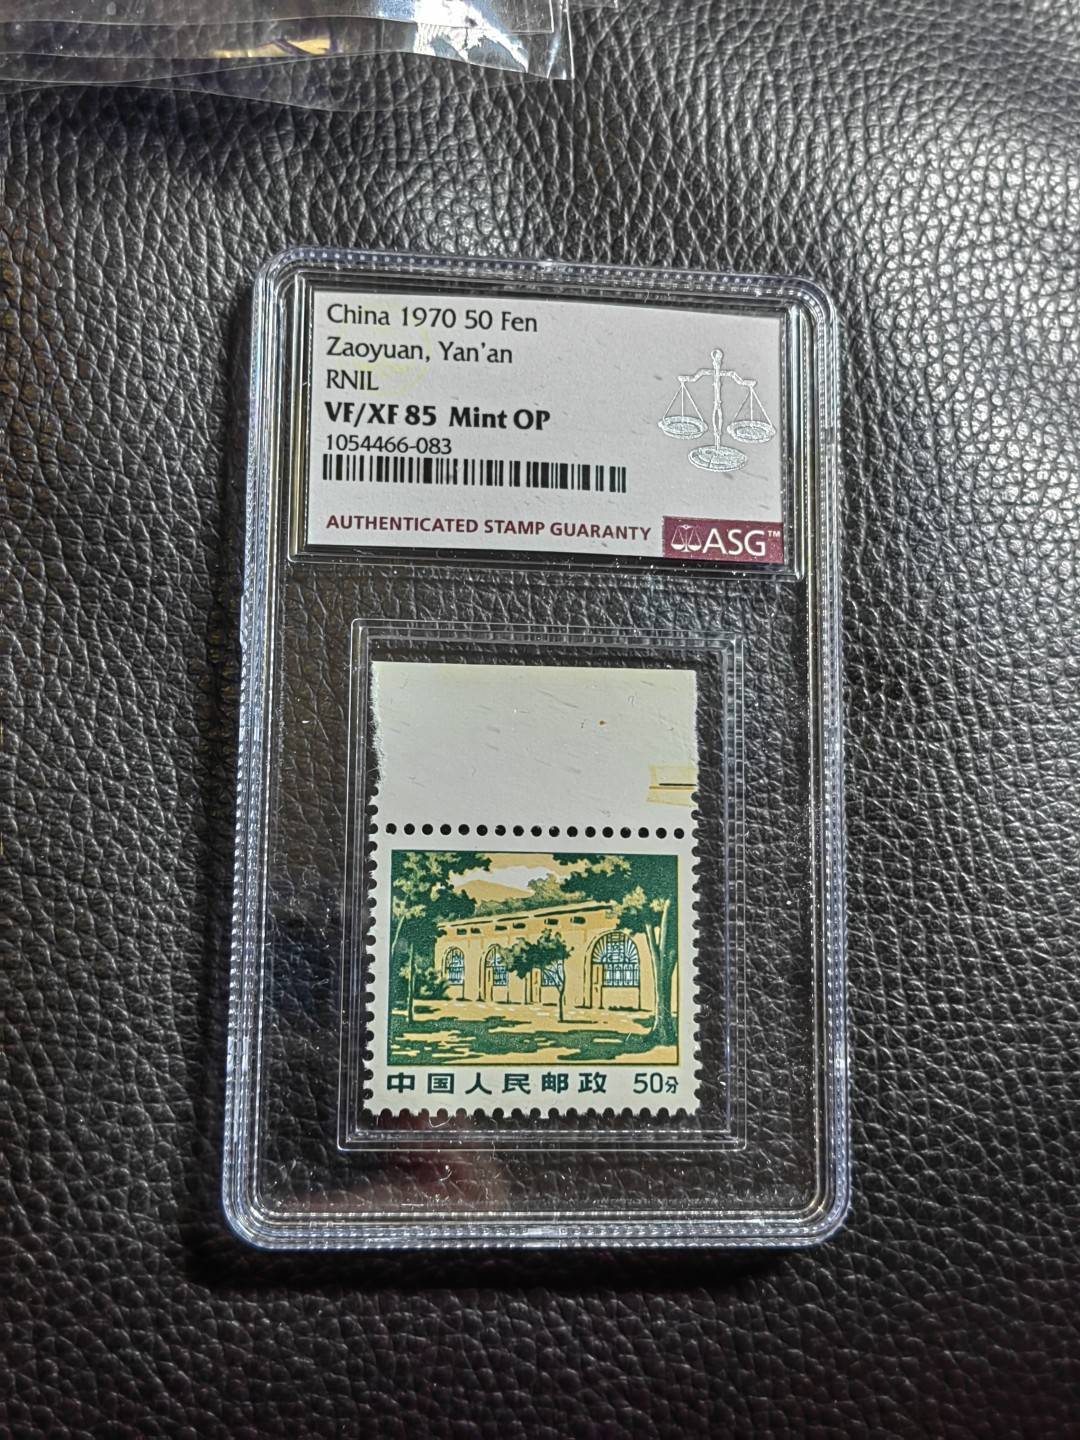 China 1970 50 Fen
Zaoyuan, Yan'an
RNIL
VF/XF 85 Mint OP
1054466-083
AUTHENTICATED STAMP GUARANTY
ASG™
中国人民邮政 50分